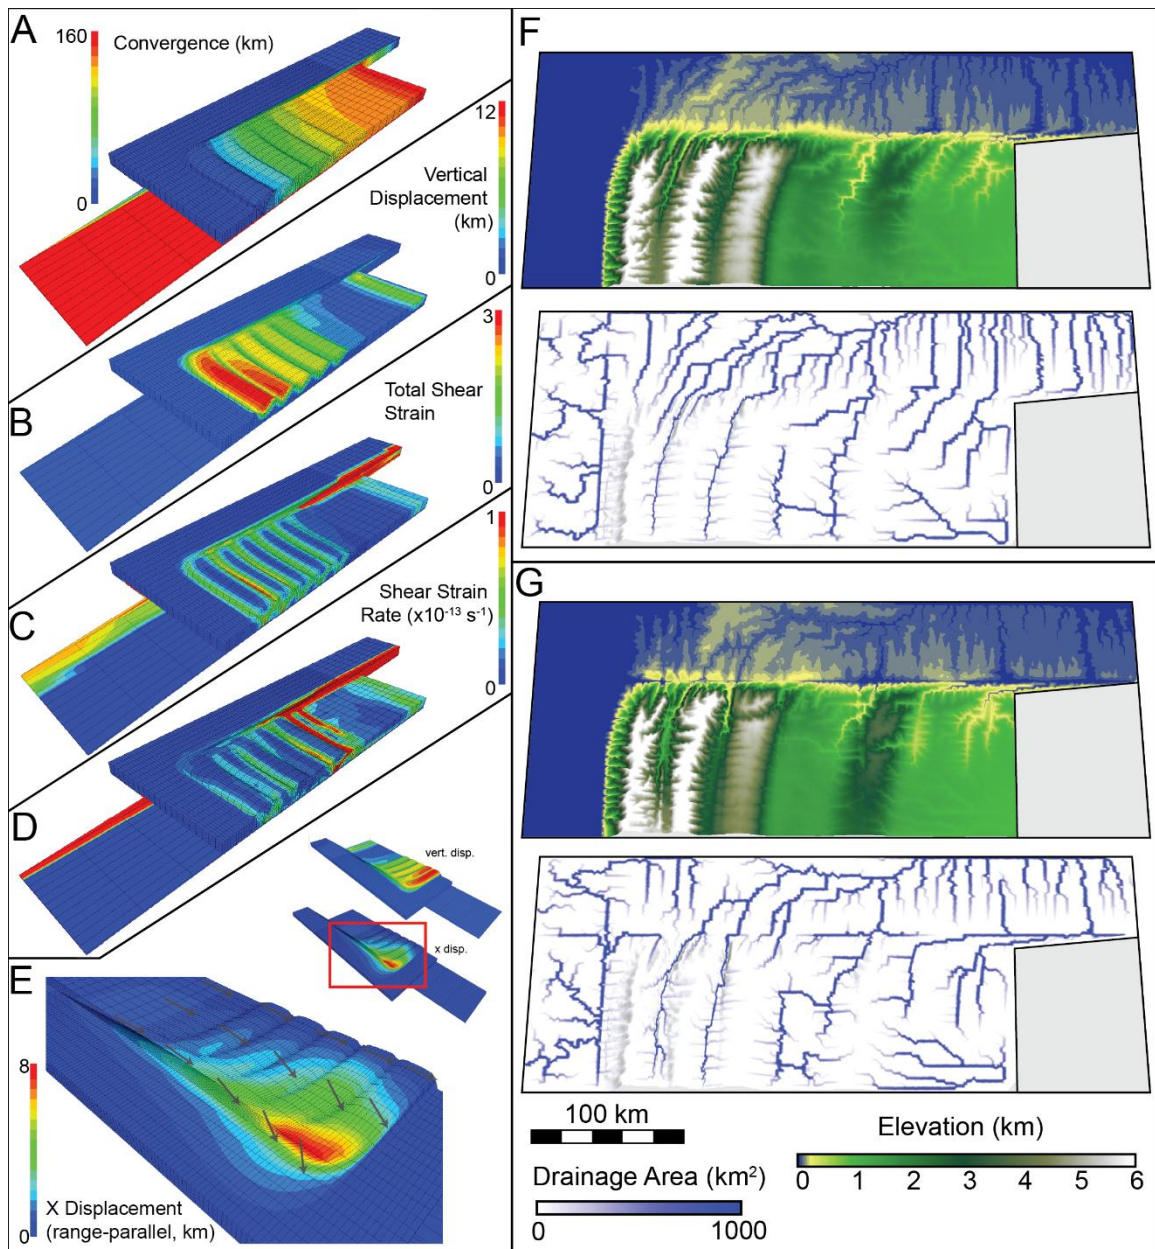 A
160
Convergence (km)
0
12
Vertical
Displacement
(km)
0
B
3
Total Shear
Strain
0
C
1
Shear Strain
Rate (x10⁻¹³ s⁻¹)
0
D
vert. disp.
x disp.
E
8
X Displacement
(range-parallel, km)
0
F
G
100 km
Drainage Area (km²)
0 1000
Elevation (km)
0 1 2 3 4 5 6